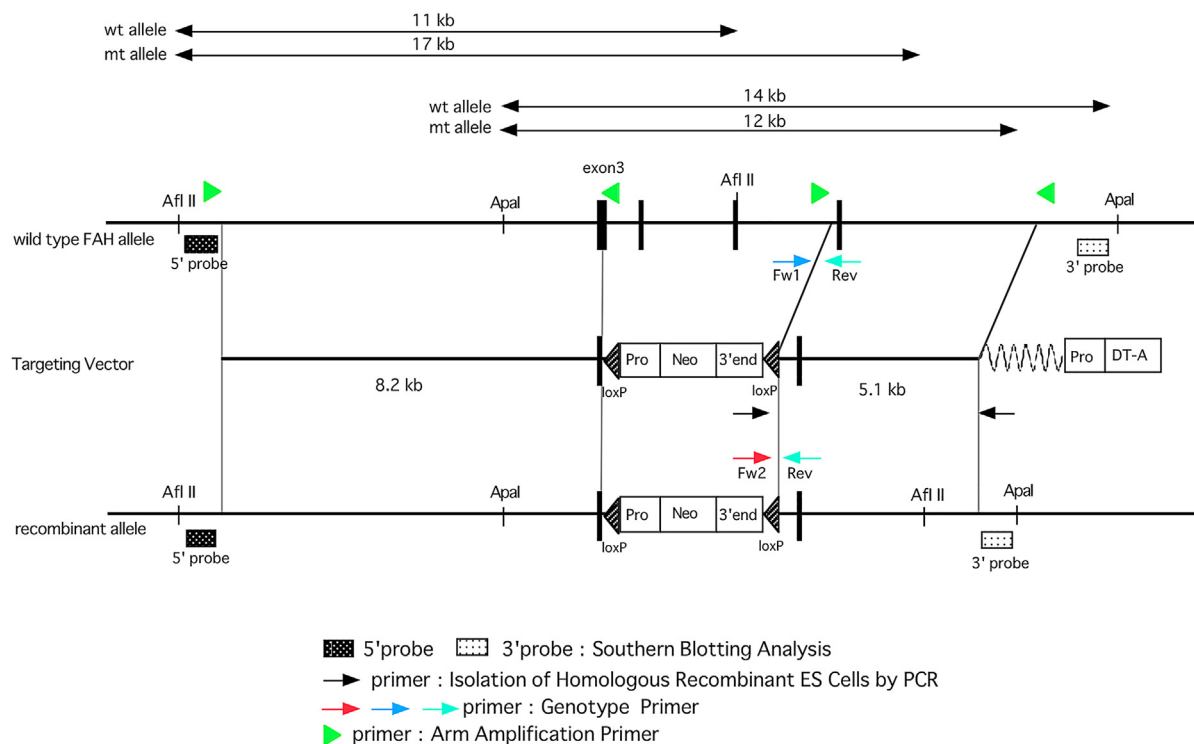 11 kb
wt allele
17 kb
mt allele
14 kb
wt allele
12 kb
mt allele
exon3
Afl II
Afl II
ApaI
ApaI
wild type FAH allele
5' probe
3' probe
Fw1
Rev
Targeting Vector
Pro
Neo
3'end
Pro
DT-A
8.2 kb
loxP
loxP
5.1 kb
Fw2
Rev
Afl II
ApaI
Afl II
ApaI
recombinant allele
Pro
Neo
3'end
loxP
loxP
5' probe
3' probe
5'probe 3'probe : Southern Blotting Analysis
primer : Isolation of Homologous Recombinant ES Cells by PCR
primer : Genotype Primer
primer : Arm Amplification Primer